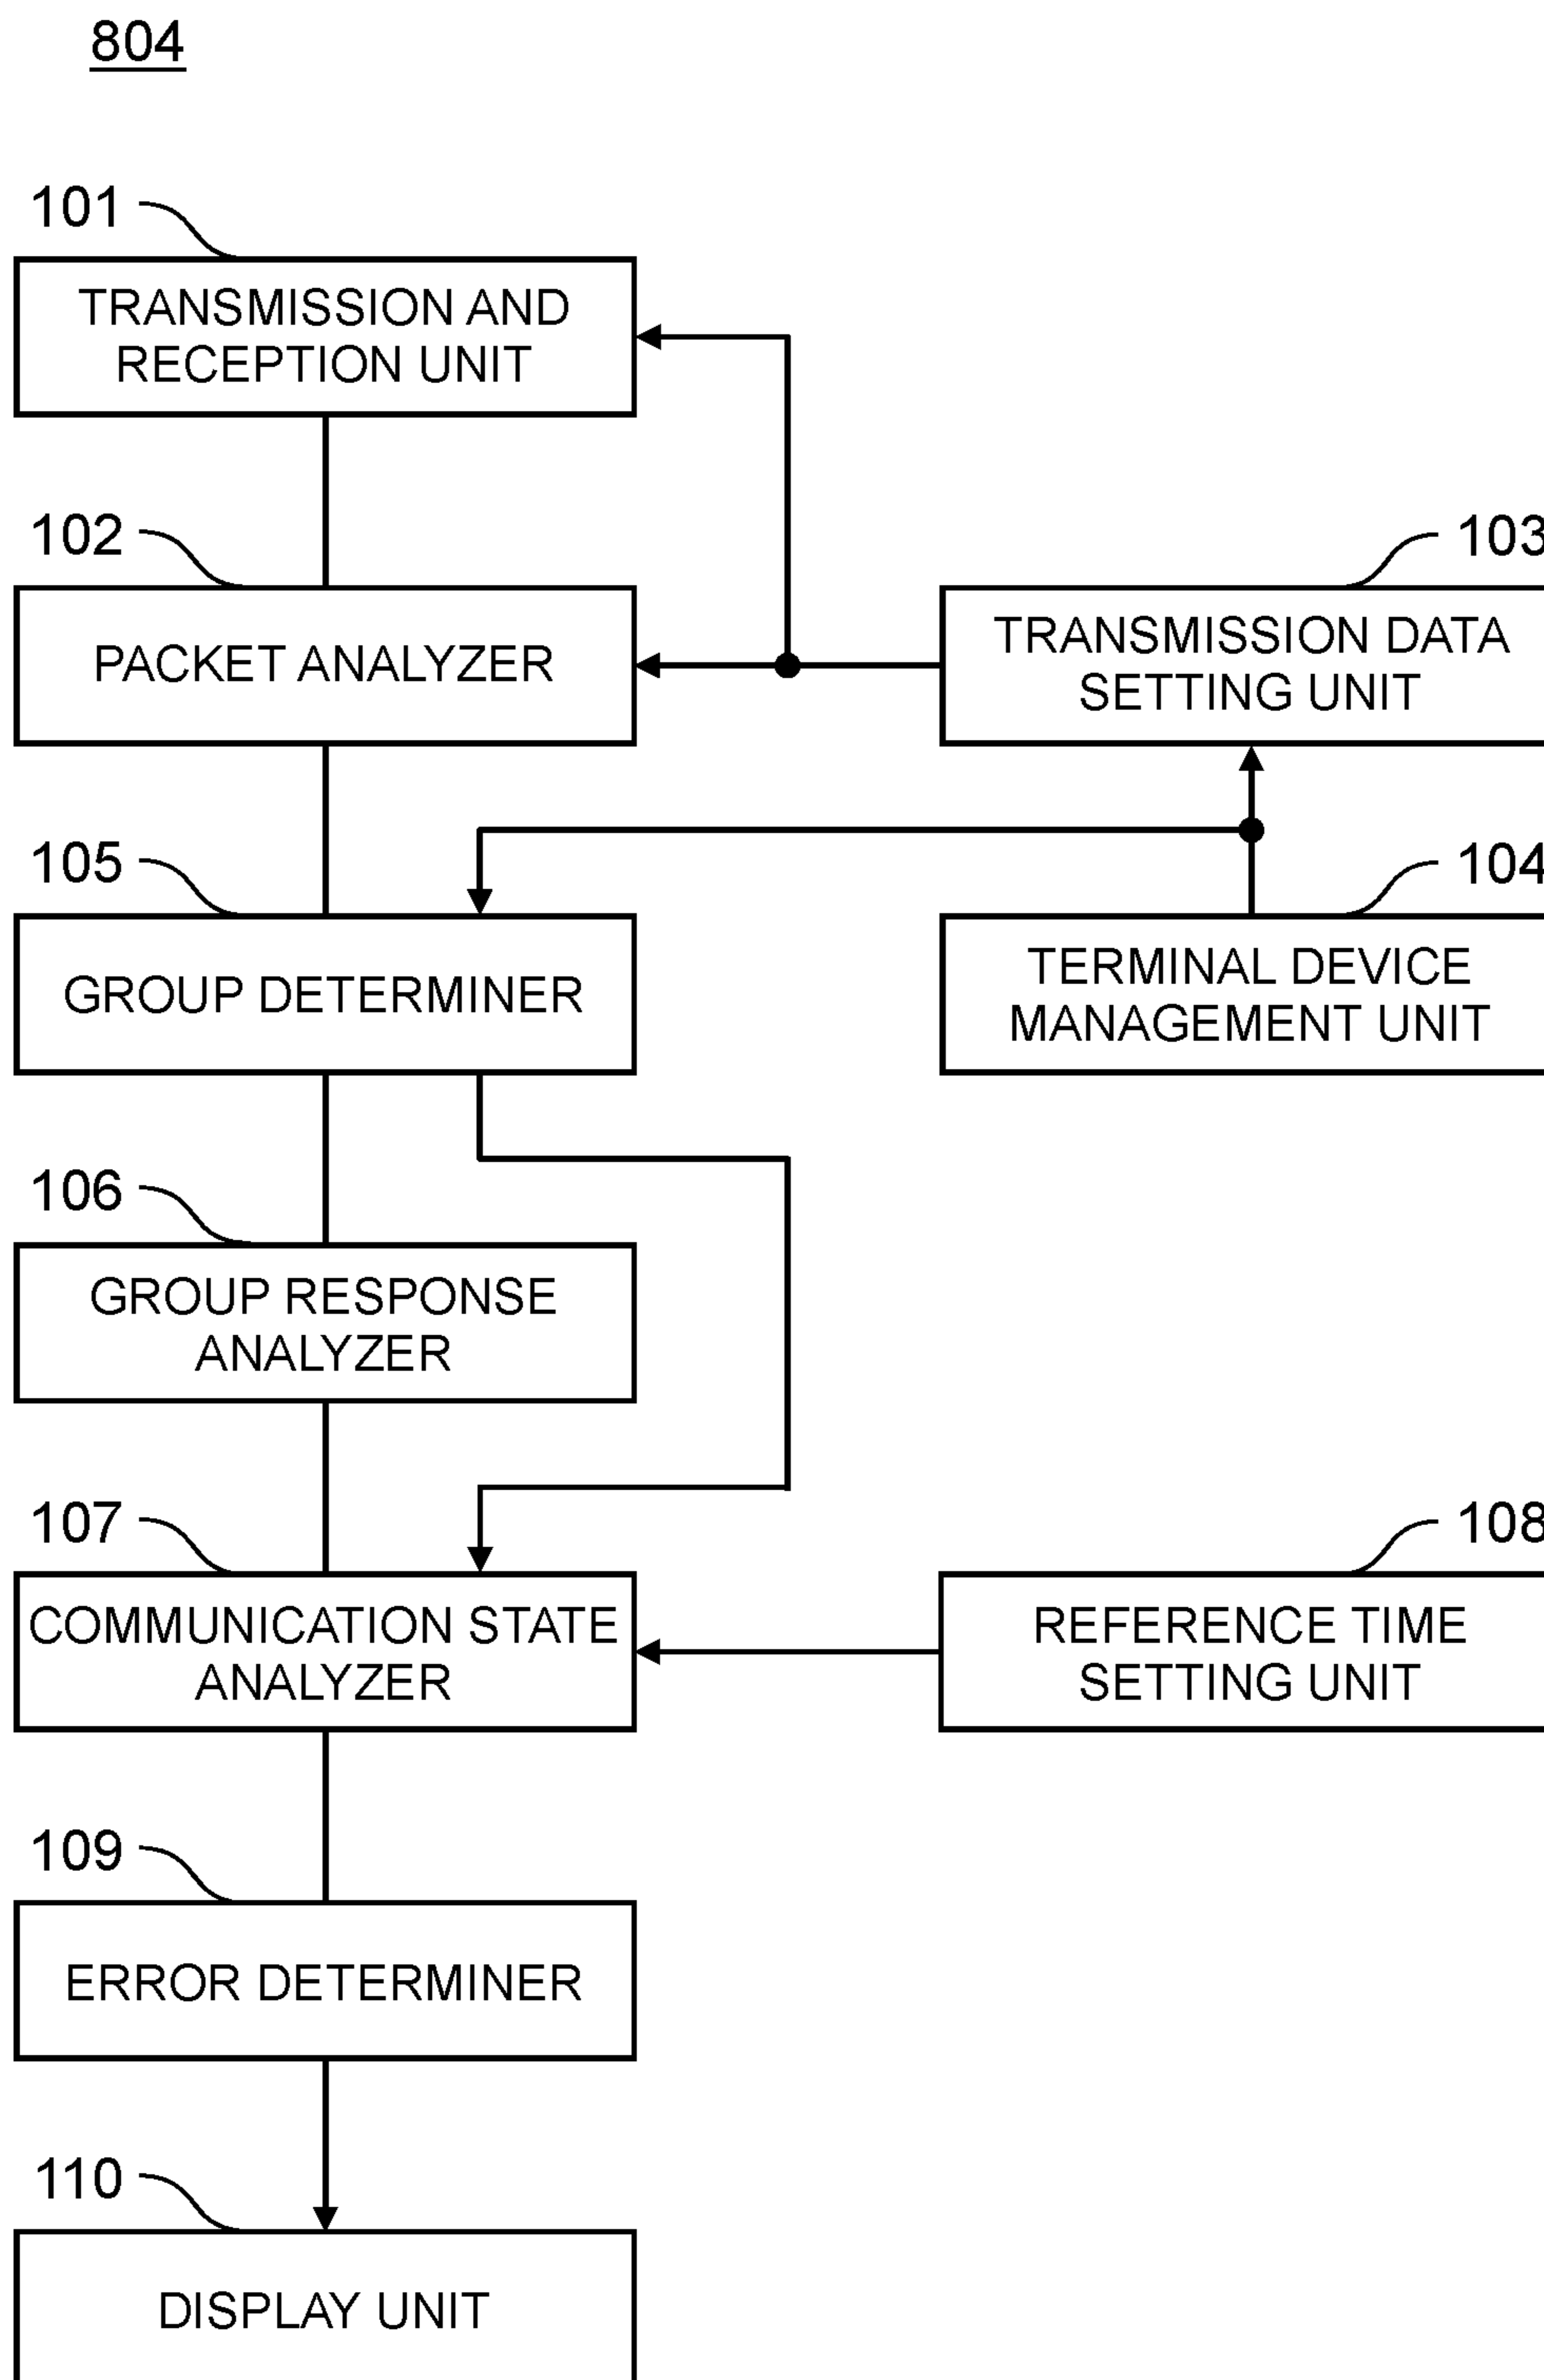 804
101
TRANSMISSION AND
RECEPTION UNIT
102
PACKET ANALYZER
103
TRANSMISSION DATA
SETTING UNIT
105
GROUP DETERMINER
104
TERMINAL DEVICE
MANAGEMENT UNIT
106
GROUP RESPONSE
ANALYZER
107
COMMUNICATION STATE
ANALYZER
108
REFERENCE TIME
SETTING UNIT
109
ERROR DETERMINER
110
DISPLAY UNIT